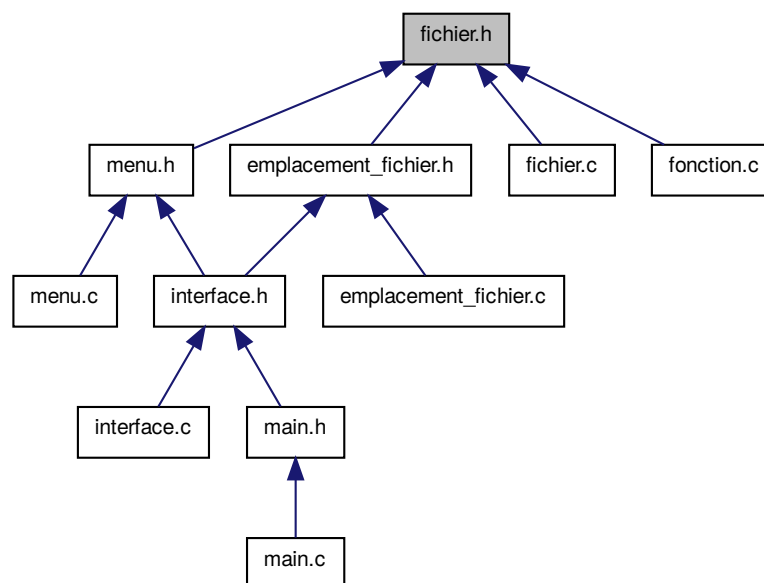 fichier.h
menu.h
emplacement_fichier.h
fichier.c
fonction.c
menu.c
interface.h
emplacement_fichier.c
interface.c
main.h
main.c